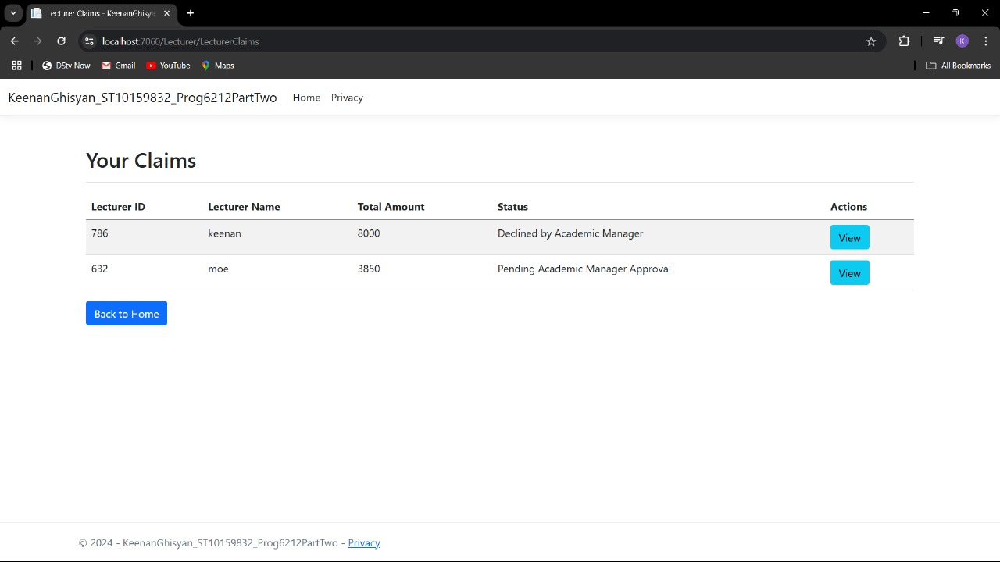 Lecturer Claims - KeenanGhisya
localhost:7060/Lecturer/LecturerClaims
K
DStv Now Gmail YouTube Maps All Bookmarks
KeenanGhisyan_ST10159832_Prog6212PartTwo Home Privacy
Your Claims
Lecturer ID Lecturer Name Total Amount Status Actions
786 keenan 8000 Declined by Academic Manager View
632 moe 3850 Pending Academic Manager Approval View
Back to Home
© 2024 - KeenanGhisyan_ST10159832_Prog6212PartTwo - Privacy